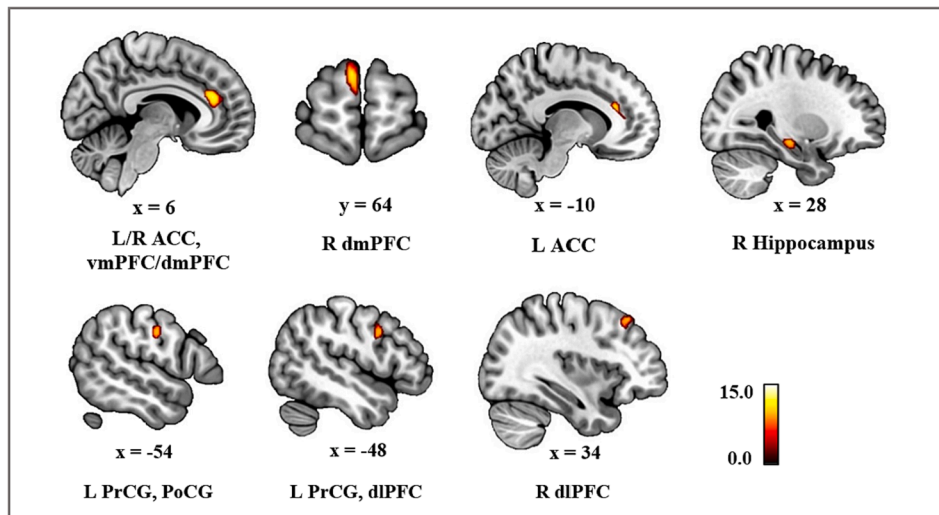 x = 6
L/R ACC,
vmPFC/dmPFC
y = 64
R dmPFC
x = -10
L ACC
x = 28
R Hippocampus
x = -54
L PrCG, PoCG
x = -48
L PrCG, dlPFC
x = 34
R dlPFC
15.0
0.0